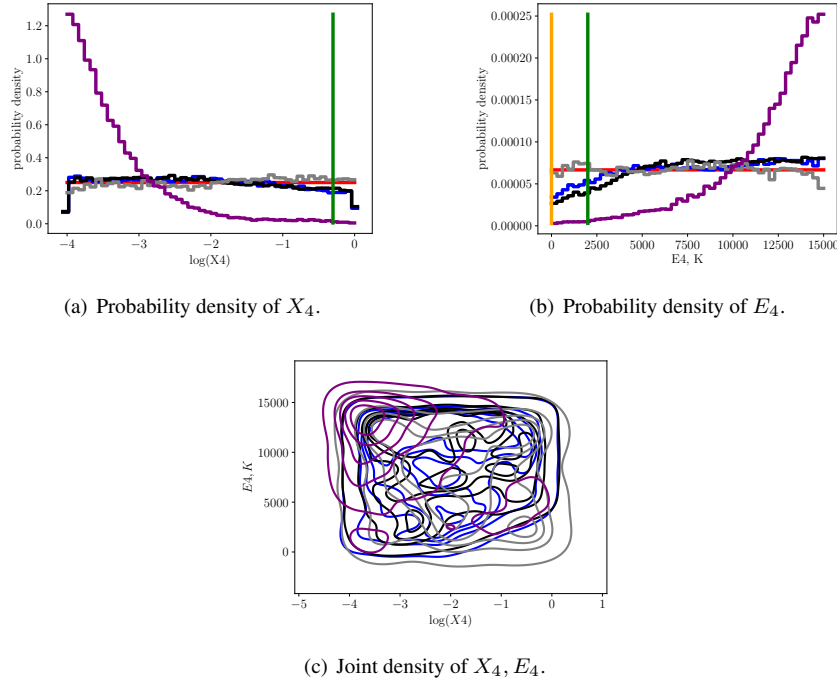 1.2
1.0
0.8
0.6
0.4
0.2
0.0
probability density
−4 −3 −2 −1 0
log(X4)
0.00025
0.00020
0.00015
0.00010
0.00005
0.00000
probability density
0 2500 5000 7500 10000 12500 15000
E4, K
(a) Probability density of X₄.
(b) Probability density of E₄.
15000
10000
5000
0
E4, K
−5 −4 −3 −2 −1 0 1
log(X4)
(c) Joint density of X₄, E₄.